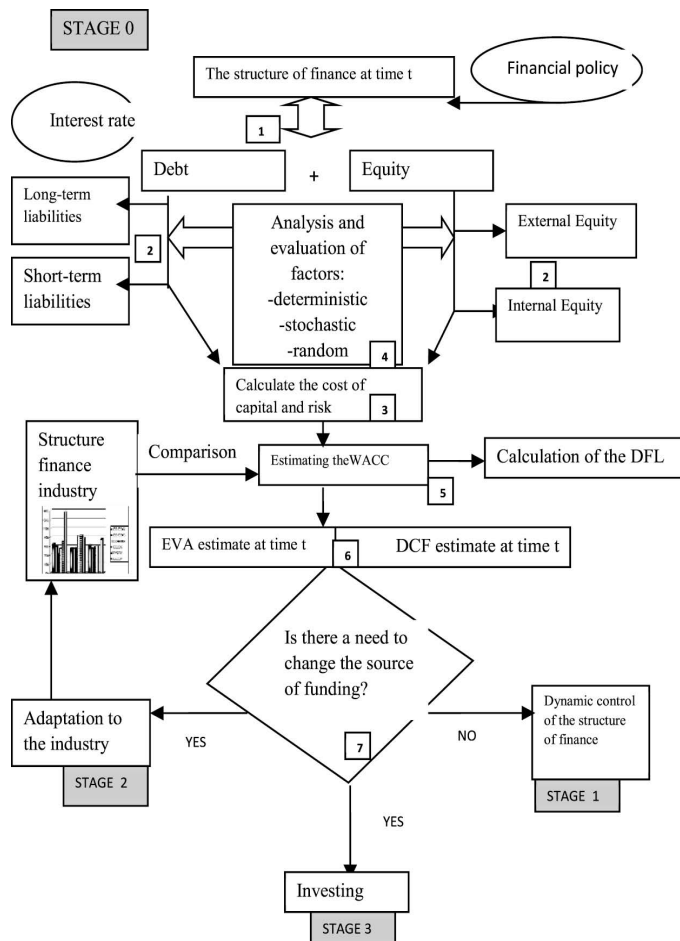 STAGE 0
The structure of finance at time t
Financial policy
Interest rate
1
Debt
+
Equity
Long-term
liabilities
2
Short-term
liabilities
Analysis and
evaluation of
factors:
-deterministic
-stochastic
-random
4
External Equity
2
Internal Equity
Calculate the cost of
capital and risk
3
Structure
finance
industry
Comparison
Estimating theWACC
5
Calculation of the DFL
EVA estimate at time t
6
DCF estimate at time t
Is there a need to
change the source
of funding?
7
Adaptation to
the industry
YES
STAGE 2
NO
Dynamic control
of the structure
of finance
STAGE 1
YES
Investing
STAGE 3